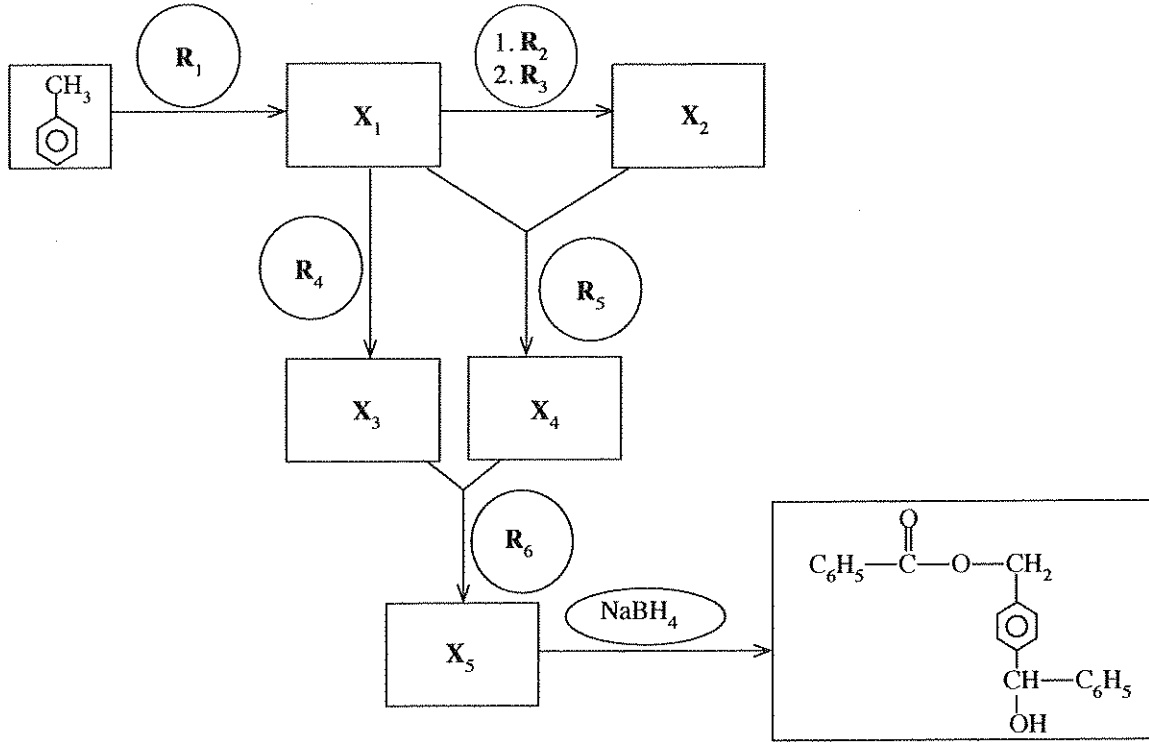 R₁
1. R₂
2. R₃
CH₃
X₁
X₂
R₄
R₅
X₃
X₄
R₆
X₅
NaBH₄
O
C₆H₅—C—O—CH₂
CH—C₆H₅
OH